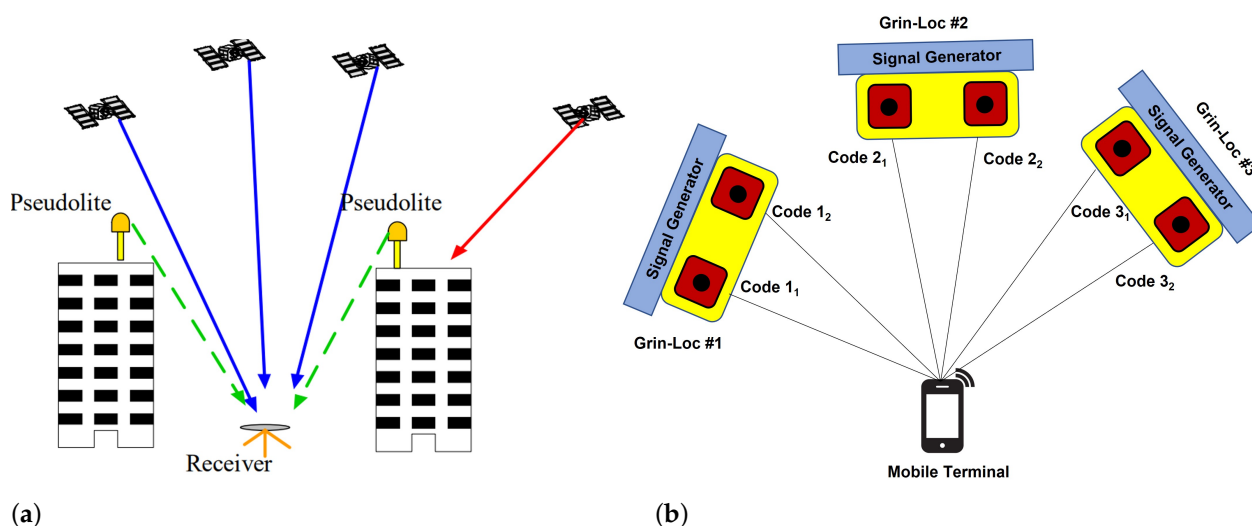 Pseudolite
Pseudolite
Receiver
(a)
Grin-Loc #2
Signal Generator
Code 2₁
Code 2₂
Signal Generator
Grin-Loc #3
Code 3₁
Code 3₂
Signal Generator
Code 1₂
Code 1₁
Grin-Loc #1
Mobile Terminal
(b)